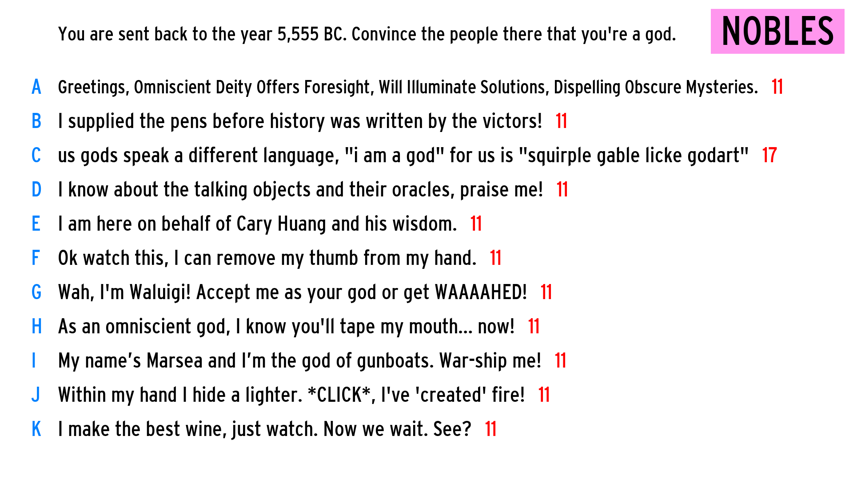 You are sent back to the year 5,555 BC. Convince the people there that you're a god.
NOBLES
A Greetings, Omniscient Deity Offers Foresight, Will Illuminate Solutions, Dispelling Obscure Mysteries. 11
B I supplied the pens before history was written by the victors! 11
C us gods speak a different language, "i am a god" for us is "squirple gable licke godart" 17
D I know about the talking objects and their oracles, praise me! 11
E I am here on behalf of Cary Huang and his wisdom. 11
F Ok watch this, I can remove my thumb from my hand. 11
G Wah, I'm Waluigi! Accept me as your god or get WAAAAHED! 11
H As an omniscient god, I know you'll tape my mouth... now! 11
I My name’s Marsea and I’m the god of gunboats. War-ship me! 11
J Within my hand I hide a lighter. *CLICK*, I've 'created' fire! 11
K I make the best wine, just watch. Now we wait. See? 11